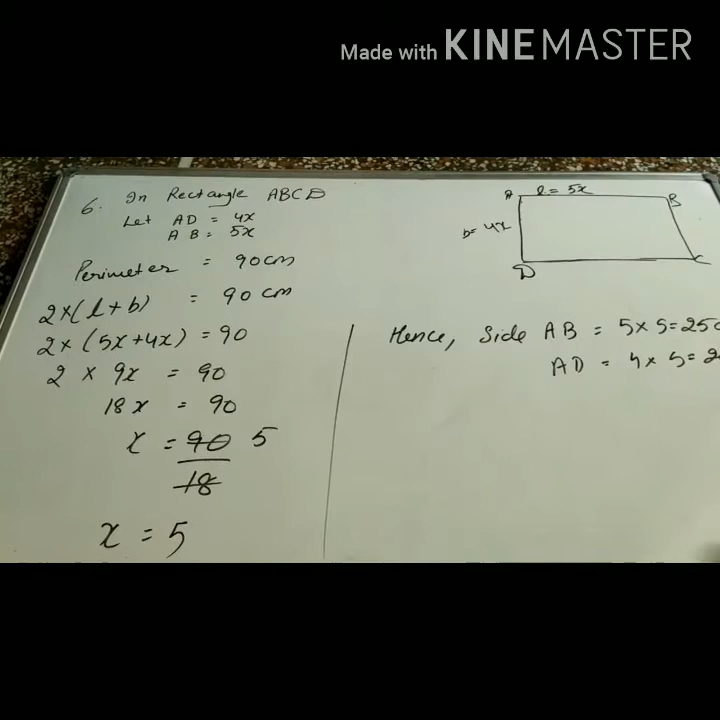 Made with KINEMASTER
6. In Rectangle ABCD
Let AD = 4x
AB = 5x
Perimeter = 90cm
2×(l+b) = 90 cm
2×(5x+4x) = 90
2 × 9x = 90
18x = 90
x = 90 5
18
x = 5
A l = 5x B
b= 4x
D C
Hence, Side AB = 5×5=25c
AD = 4×5=2